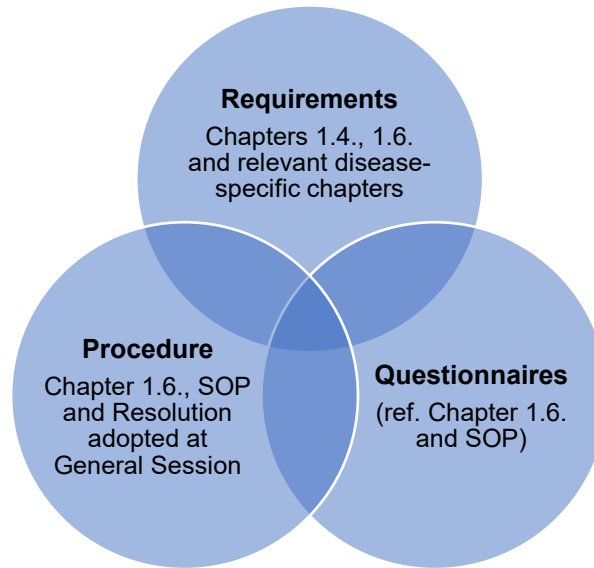 Requirements
Chapters 1.4., 1.6.
and relevant disease-
specific chapters
Procedure
Chapter 1.6., SOP
and Resolution
adopted at
General Session
Questionnaires
(ref. Chapter 1.6.
and SOP)